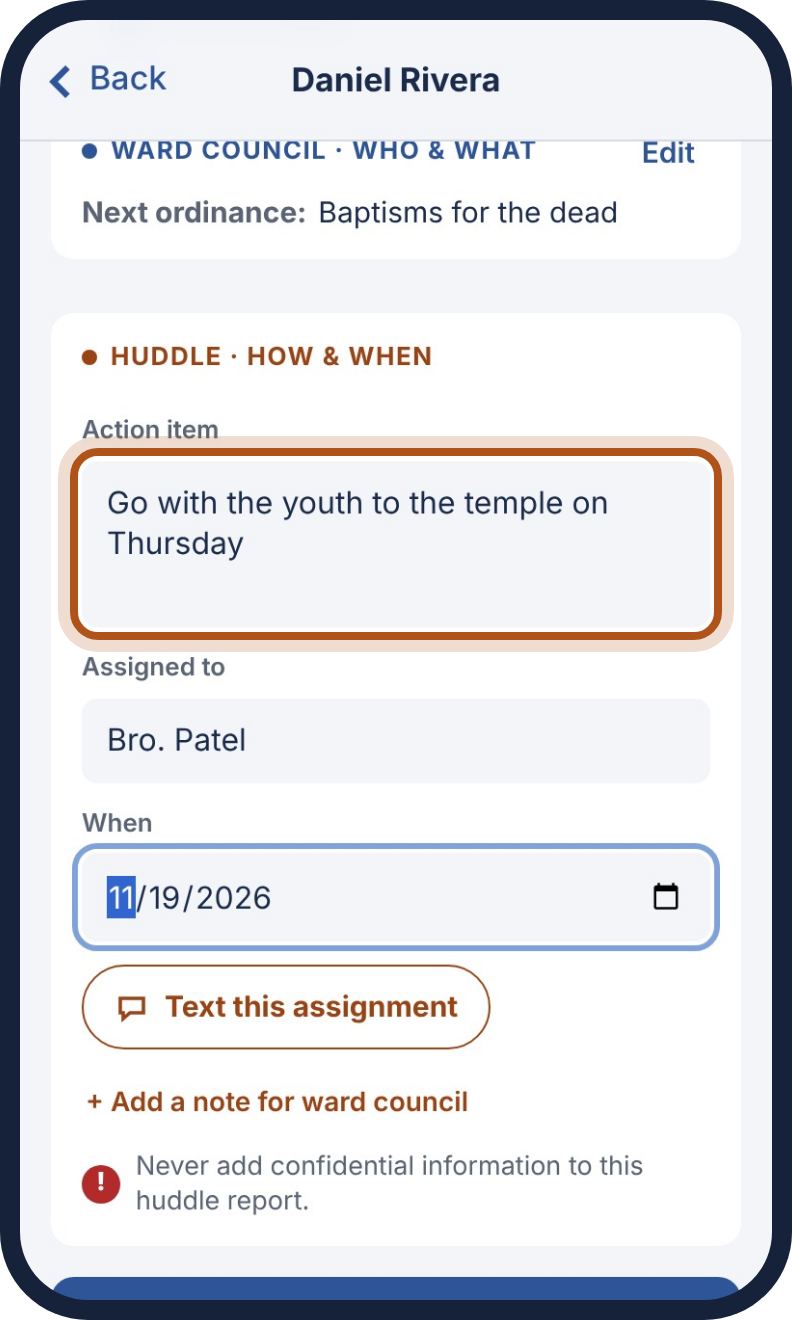 Back
Daniel Rivera
WARD COUNCIL · WHO & WHAT
Edit
Next ordinance: Baptisms for the dead
HUDDLE · HOW & WHEN
Action item
Go with the youth to the temple on
Thursday
Assigned to
Bro. Patel
When
11/19/2026
Text this assignment
+ Add a note for ward council
! Never add confidential information to this
huddle report.